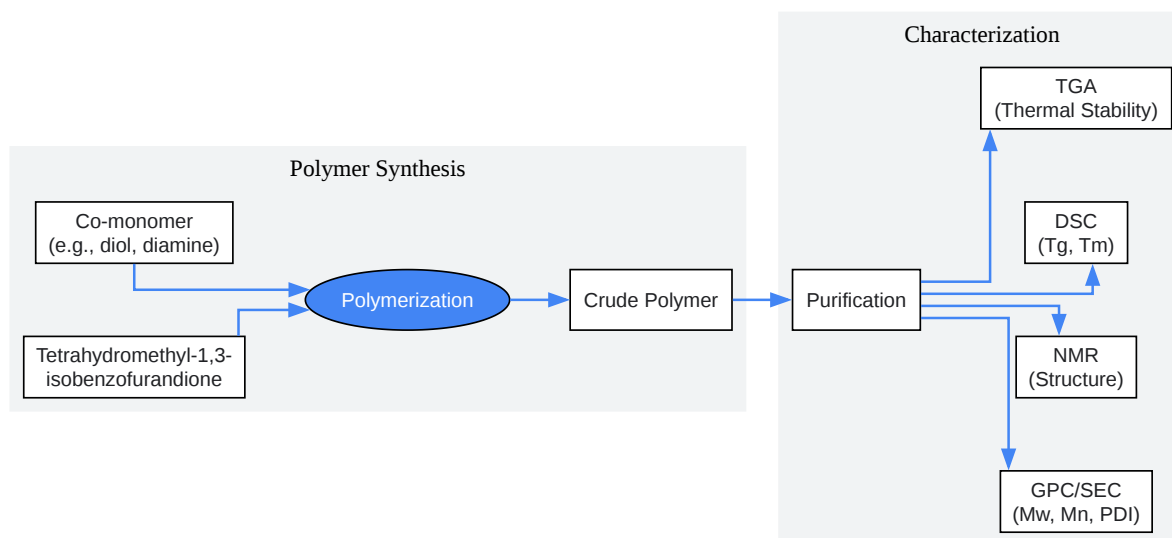 Polymer Synthesis
Co-monomer
(e.g., diol, diamine)
Tetrahydromethyl-1,3-
isobenzofurandione
Polymerization
Crude Polymer
Characterization
Purification
TGA
(Thermal Stability)
DSC
(Tg, Tm)
NMR
(Structure)
GPC/SEC
(Mw, Mn, PDI)